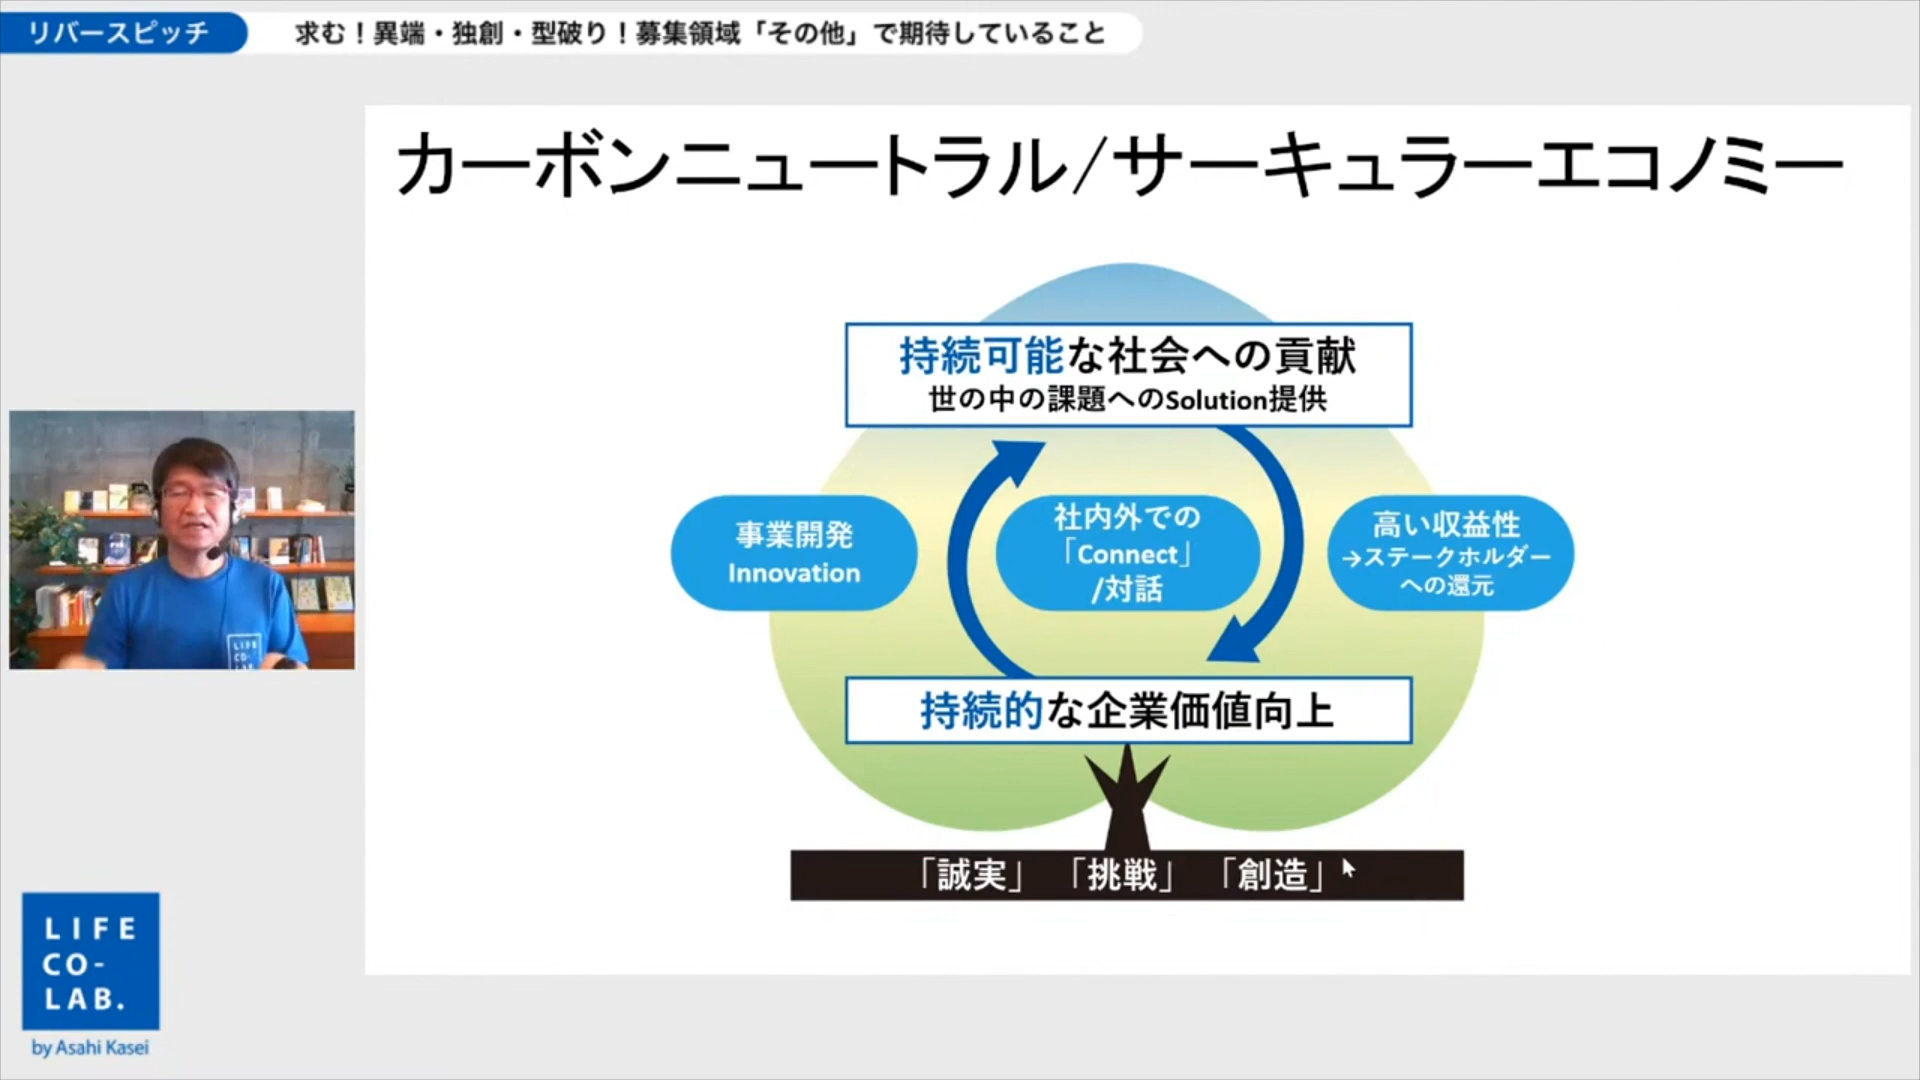 リバースピッチ
求む！異端・独創・型破り！募集領域「その他」で期待していること
カーボンニュートラル/サーキュラーエコノミー
持続可能な社会への貢献
世の中の課題へのSolution提供
事業開発
Innovation
社内外での
「Connect」
/対話
高い収益性
→ステークホルダー
への還元
持続的な企業価値向上
「誠実」 「挑戦」 「創造」
LIFE
CO-
LAB
LIFE
CO-
LAB.
by Asahi Kasei